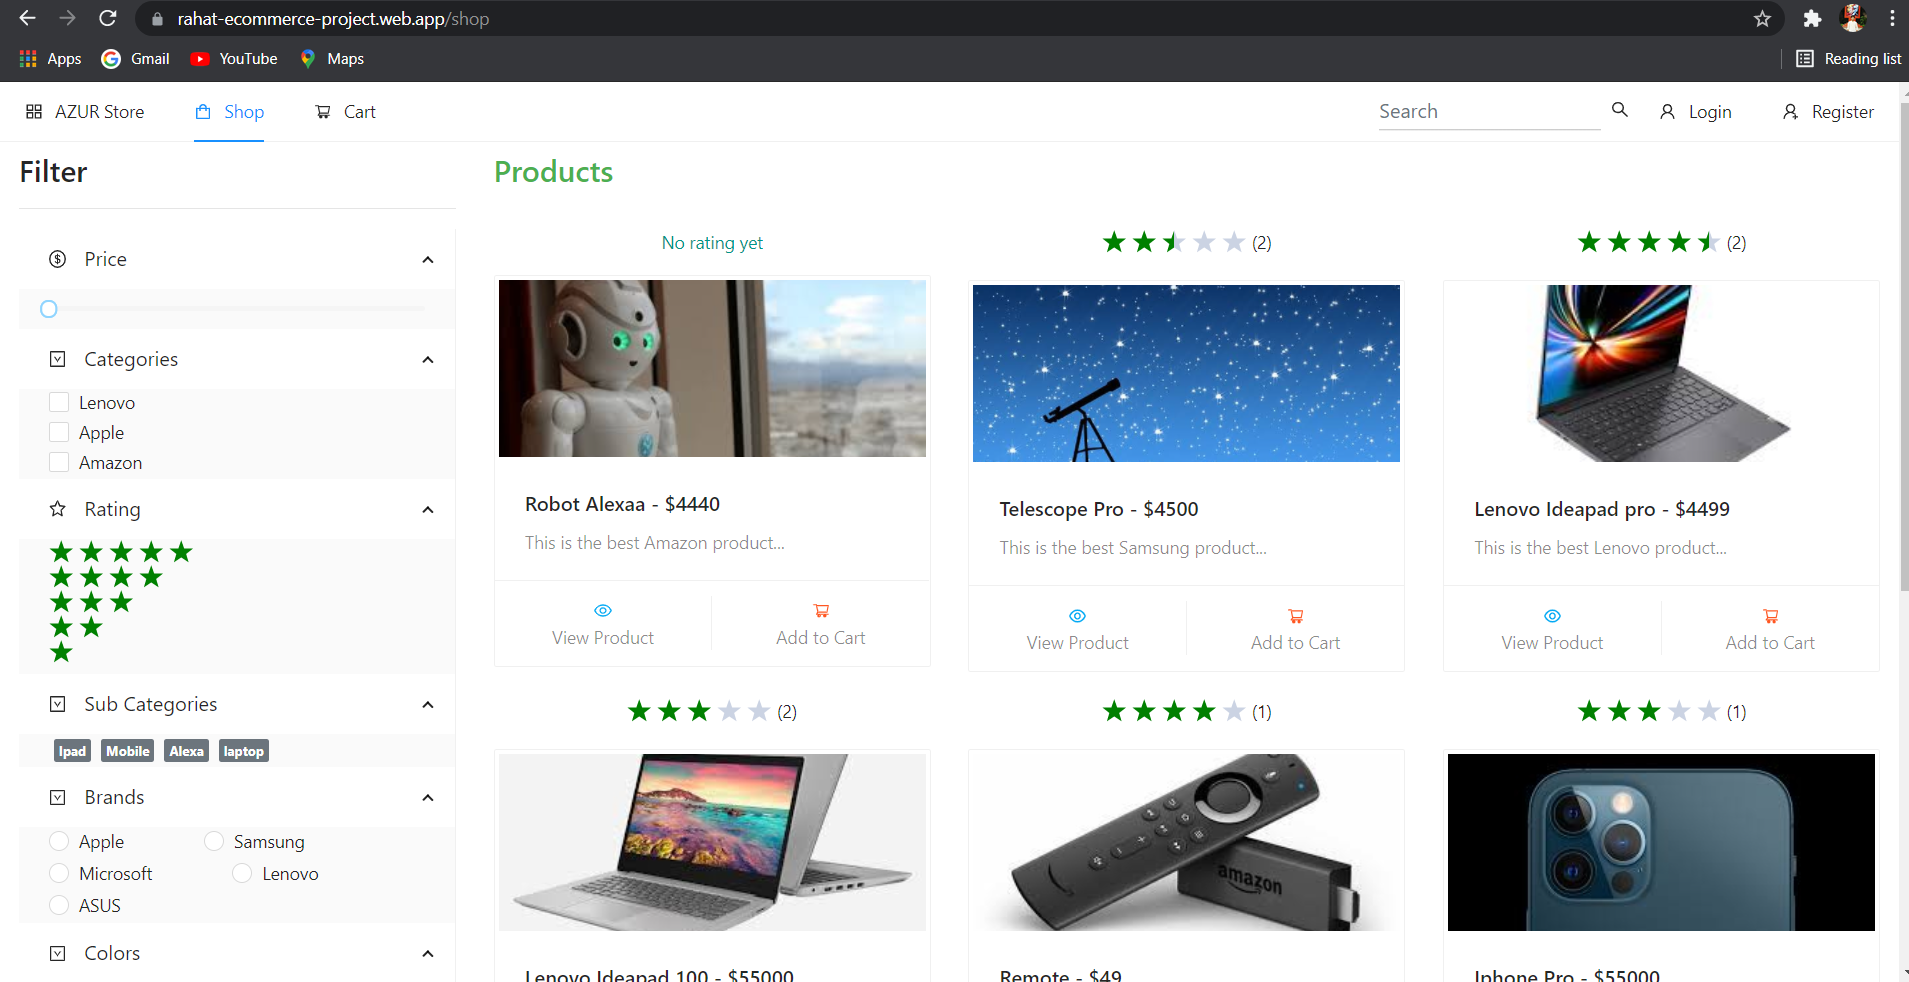 rahat-ecommerce-project.web.app/shop
Apps Gmail YouTube Maps Reading list
AZUR Store Shop Cart Search Login Register
Filter
Price
Categories
Lenovo
Apple
Amazon
Rating
Sub Categories
Ipad Mobile Alexa laptop
Brands
Apple Samsung
Microsoft Lenovo
ASUS
Colors
Products
No rating yet
Robot Alexaa - $4440
This is the best Amazon product...
View Product Add to Cart
(2)
Telescope Pro - $4500
This is the best Samsung product...
View Product Add to Cart
(2)
Lenovo Ideapad pro - $4499
This is the best Lenovo product...
View Product Add to Cart
(2)
Lenovo Ideapad 100 - $55000
(1)
amazon
Remote - $49
(1)
Iphone Pro - $55000